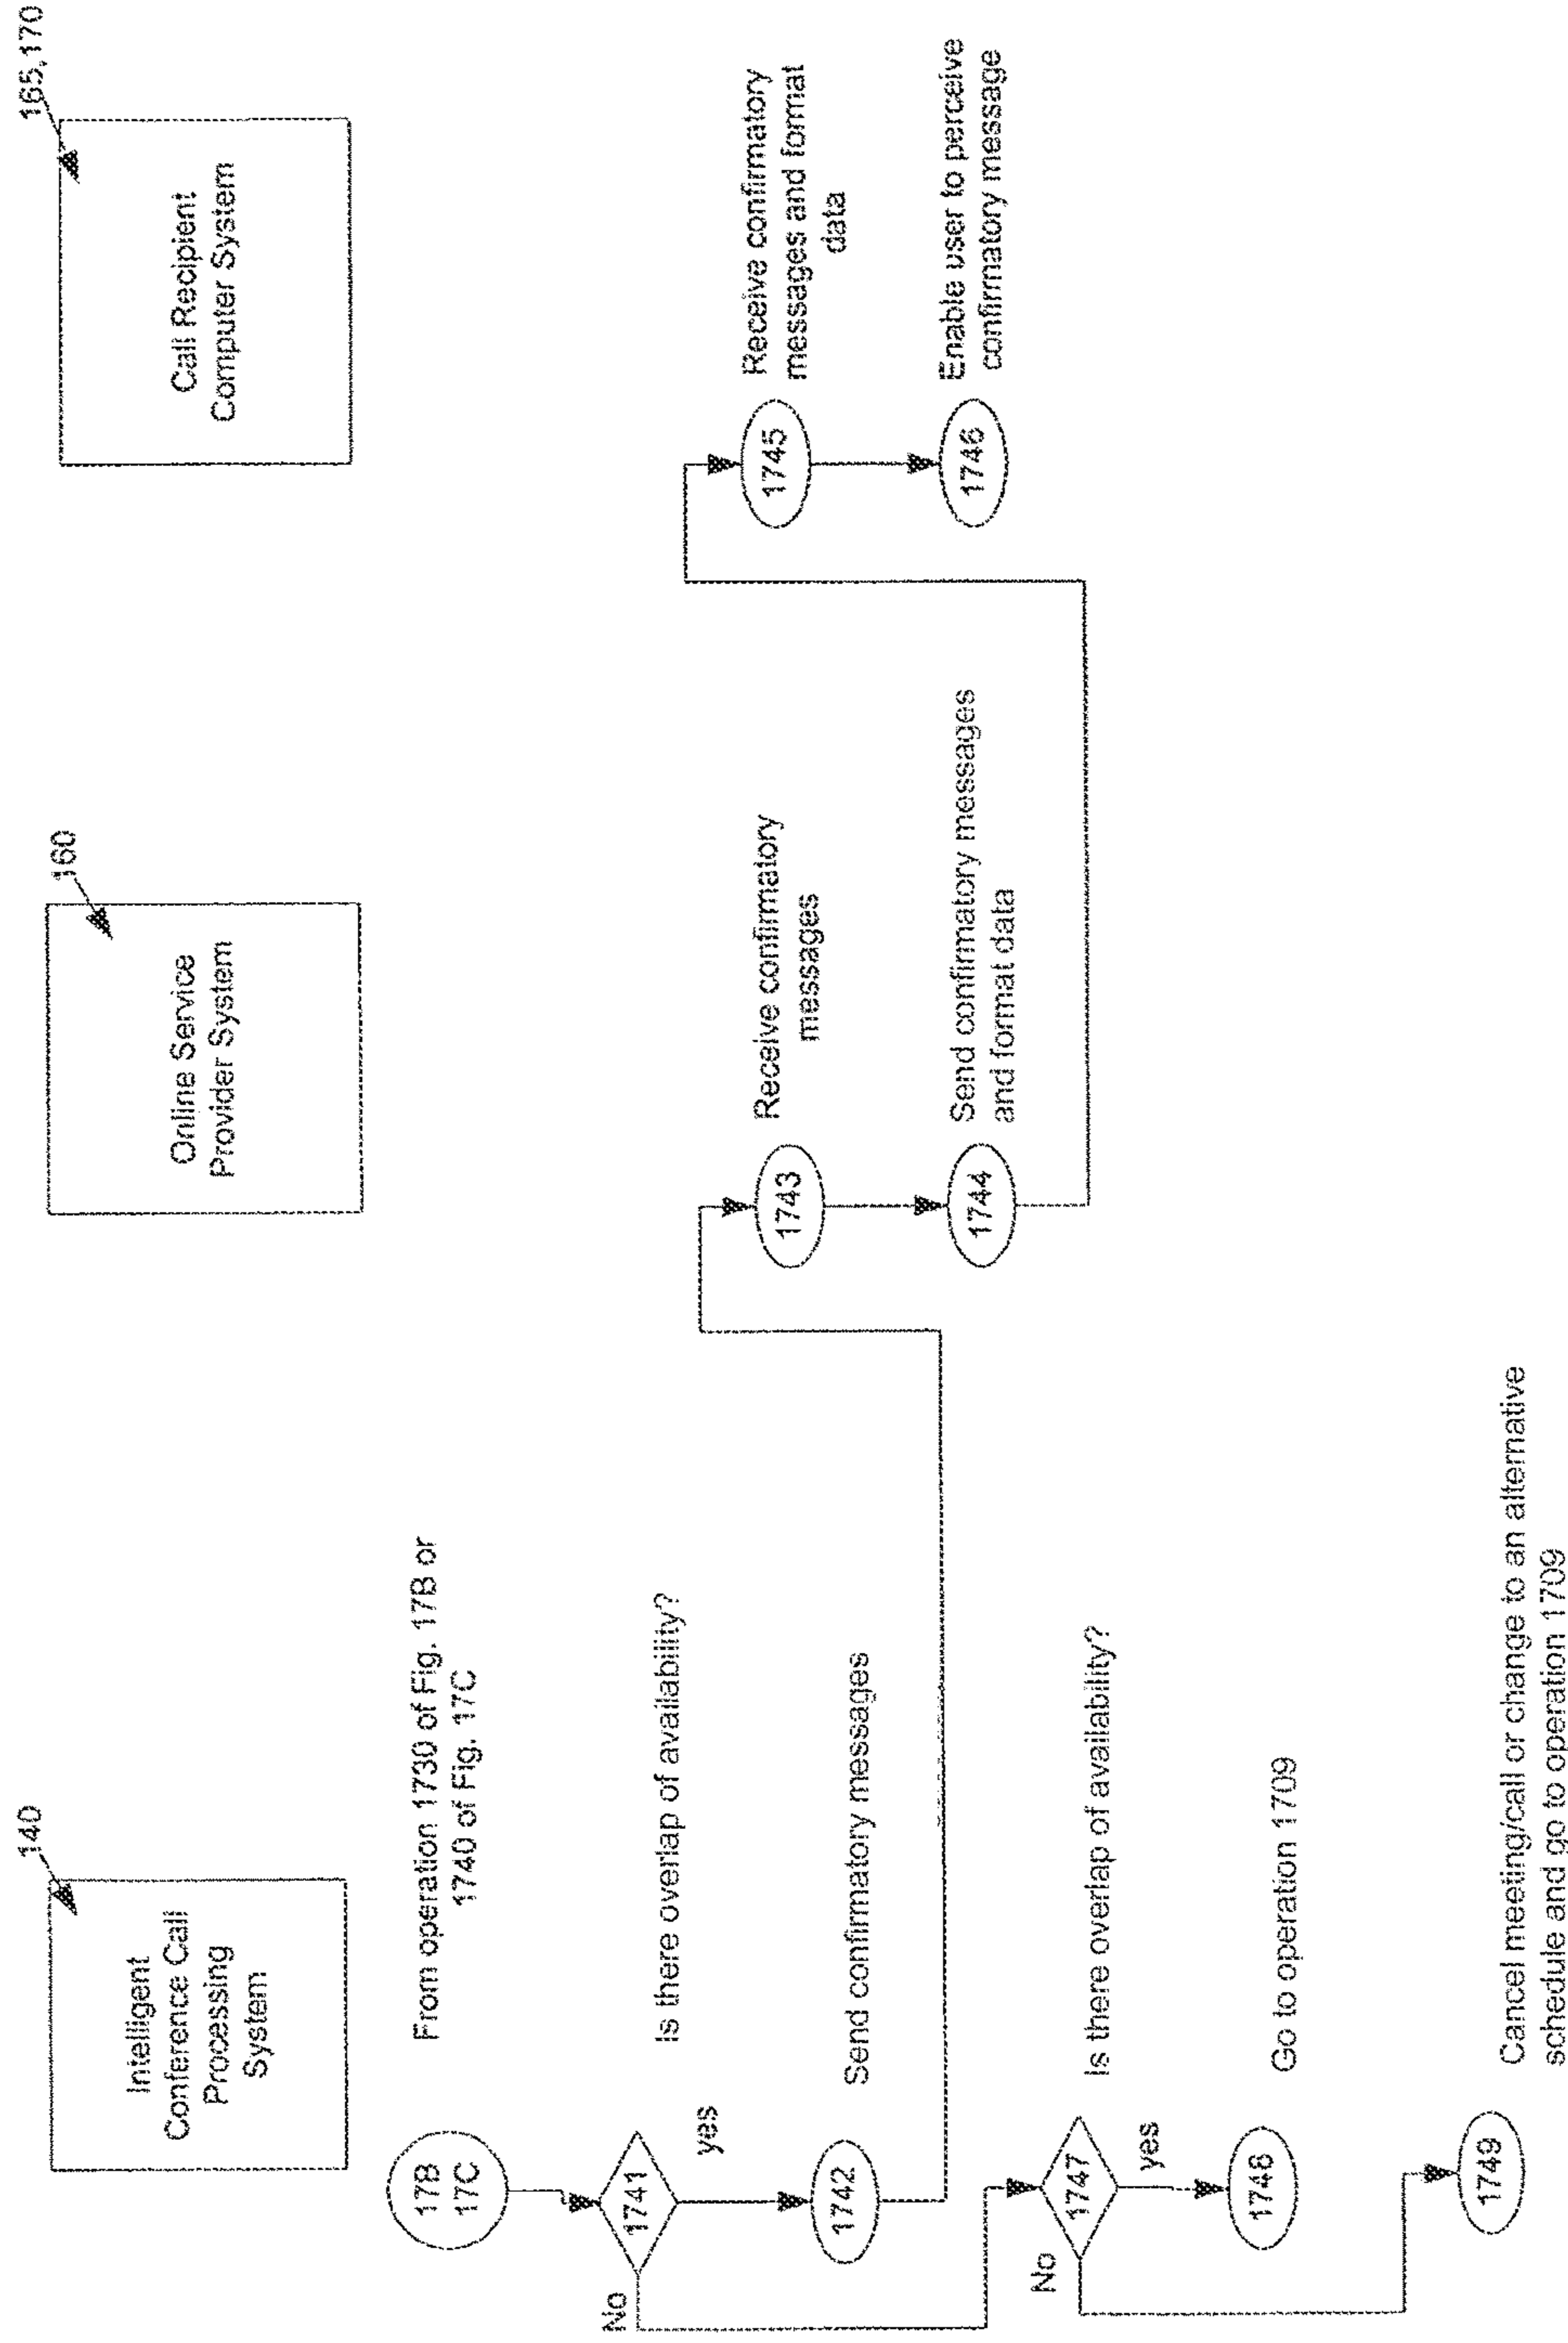 140
Intelligent
Conference Call
Processing
System
160
Online Service
Provider System
165,170
Call Recipient
Computer System
17B
17C
From operation 1730 of Fig. 17B or
1740 of Fig. 17C
1741
Is there overlap of availability?
No
yes
1742
Send confirmatory messages
1743
Receive confirmatory
messages
1744
Send confirmatory messages
and format data
1745
Receive confirmatory
messages and format
data
1746
Enable user to perceive
confirmatory message
1747
Is there overlap of availability?
No
yes
1748
Go to operation 1709
1749
Cancel meeting/call or change to an alternative
schedule and go to operation 1709